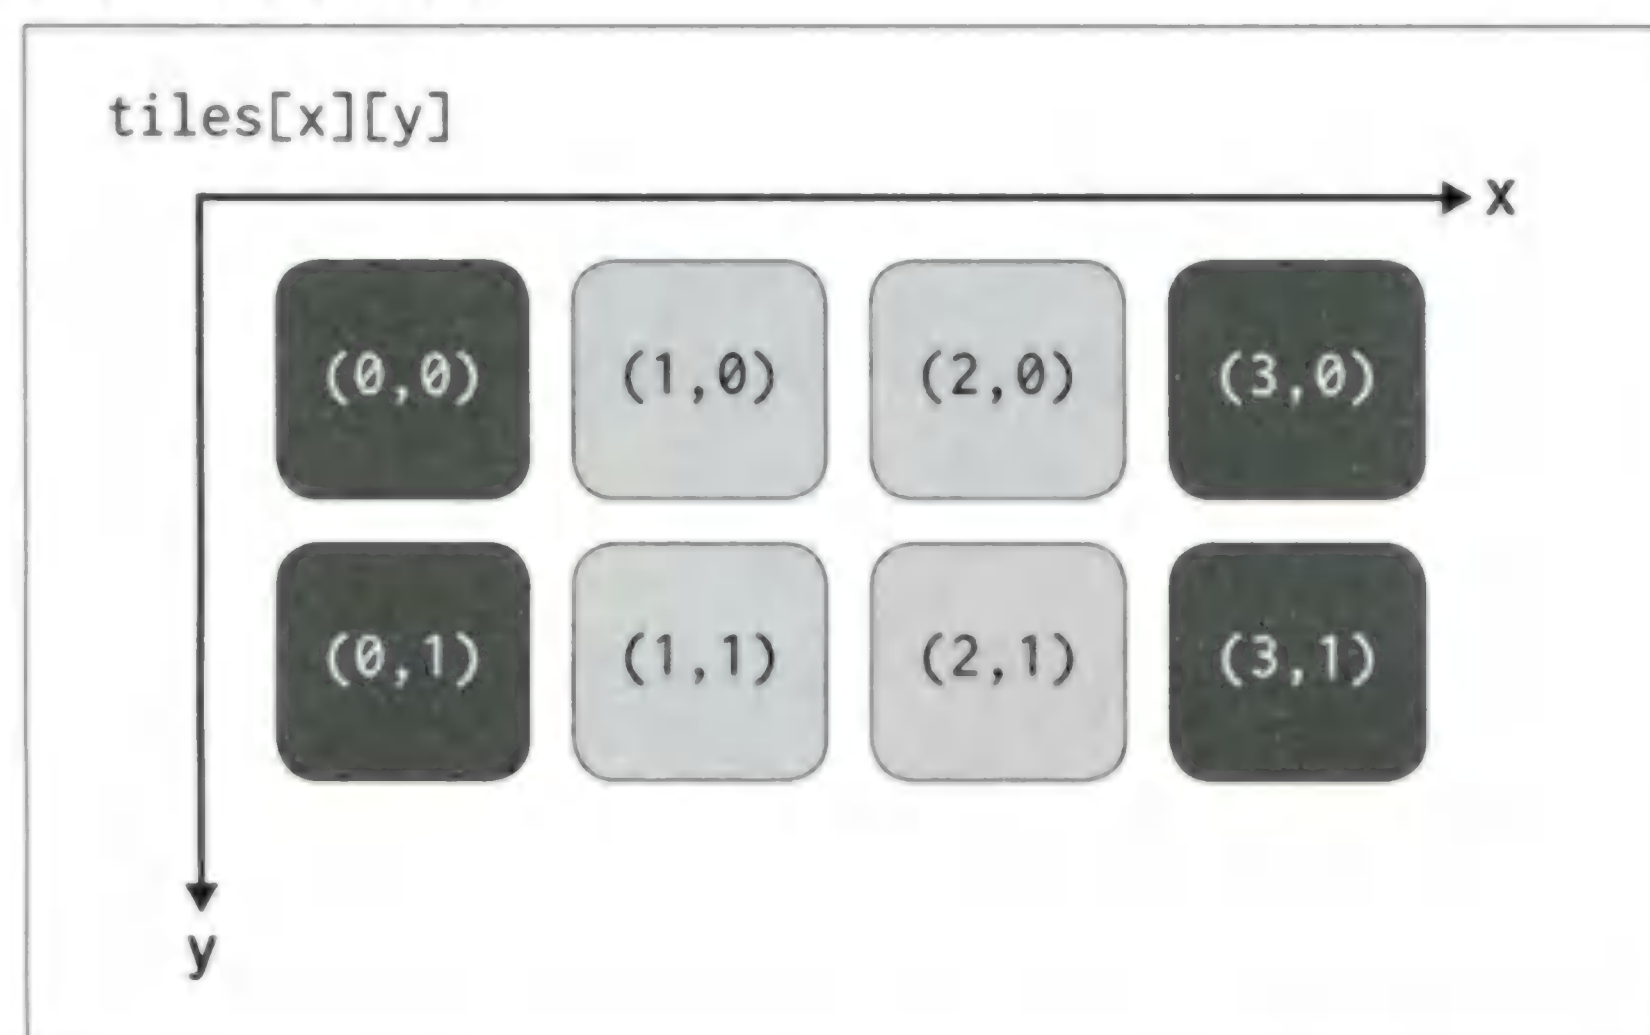 tiles[x][y]
x
(0,0) (1,0) (2,0) (3,0)
(0,1) (1,1) (2,1) (3,1)
y